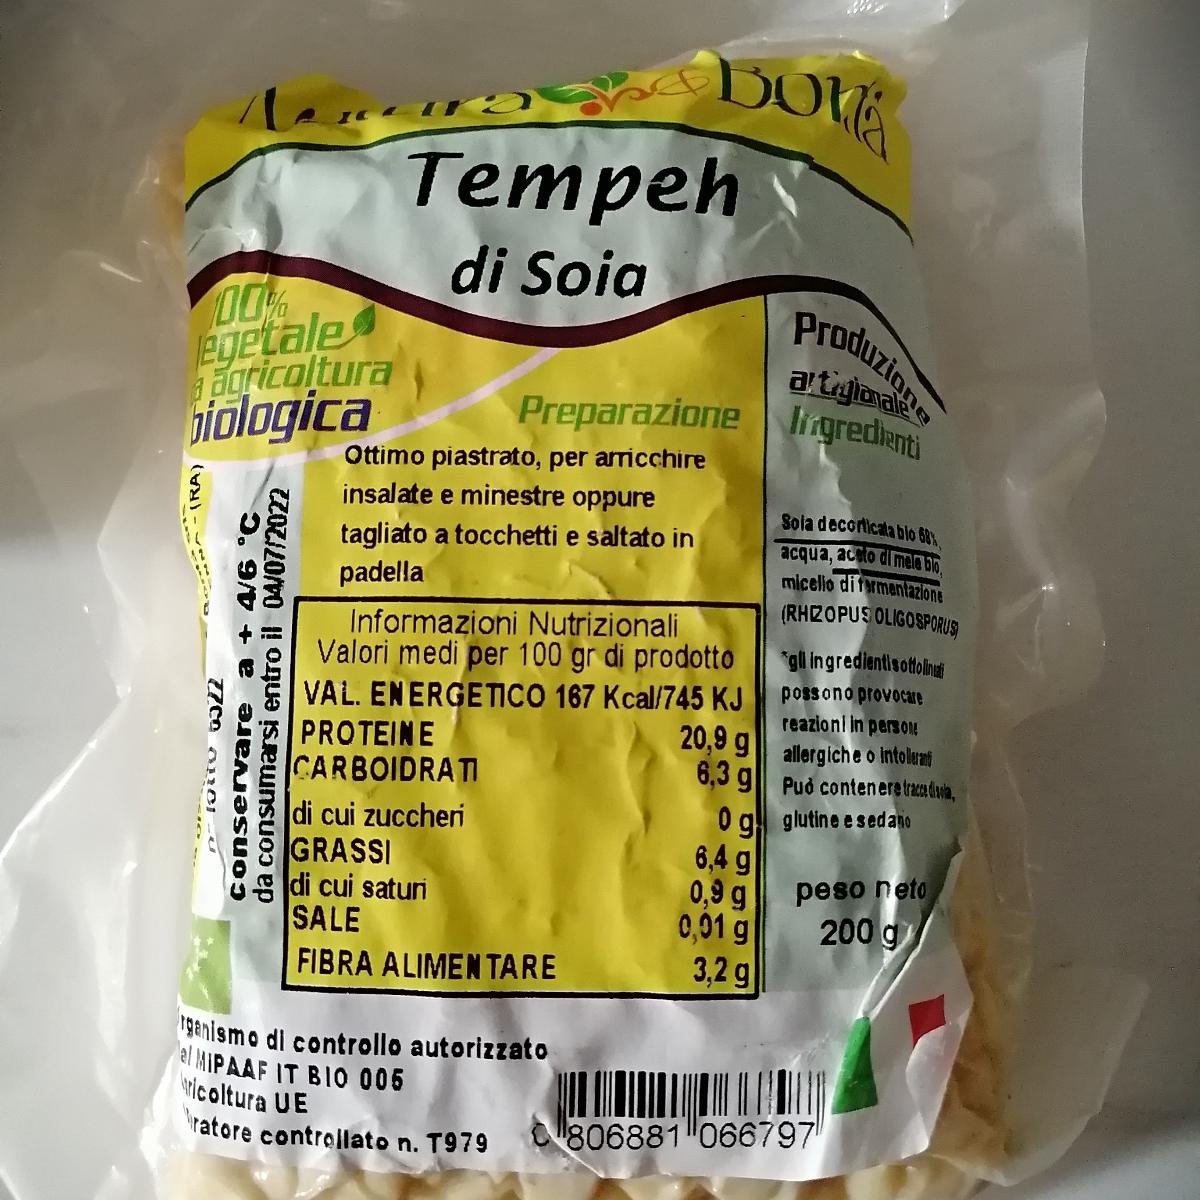 Bontà
Tempeh
di Soia
100%
vegetale
da agricoltura
biologica
Preparazione
Ottimo piastrato, per arricchire
insalate e minestre oppure
tagliato a tocchetti e saltato in
padella
Produzione
artigianale
Ingredienti
Soia decorticata bio 68%,
acqua, aceto di mele bio,
micelio di fermentazione
(RHIZOPUS OLIGOSPORUS)
*gli ingredienti sottolineati
possono provocare
reazioni in persone
allergiche o intolleranti
Può contenere tracce di soia,
glutine e sedano
peso neto
200 g
Informazioni Nutrizionali
Valori medi per 100 gr di prodotto
VAL. ENERGETICO 167 Kcal/745 KJ
PROTEINE 20,9 g
CARBOIDRATI 6,3 g
di cui zuccheri 0 g
GRASSI 6,4 g
di cui saturi 0,9 g
SALE 0,01 g
FIBRA ALIMENTARE 3,2 g
(RA)
conservare a + 4/6 °C
da consumarsi entro il 04/07/2022
organismo di controllo autorizzato
MIPAAF IT BIO 006
agricoltura UE
controllato n. T979
806881 066797